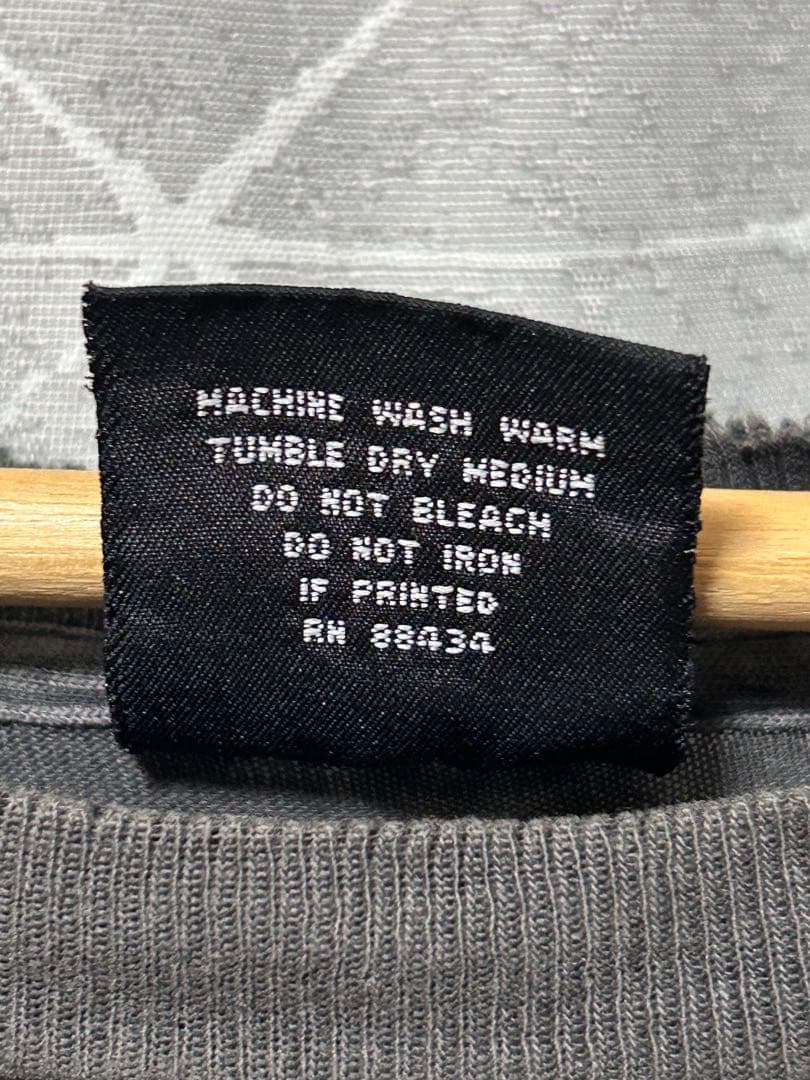 MACHINE WASH WARM
TUMBLE DRY MEDIUM
DO NOT BLEACH
DO NOT IRON
IF PRINTED
RN 88434